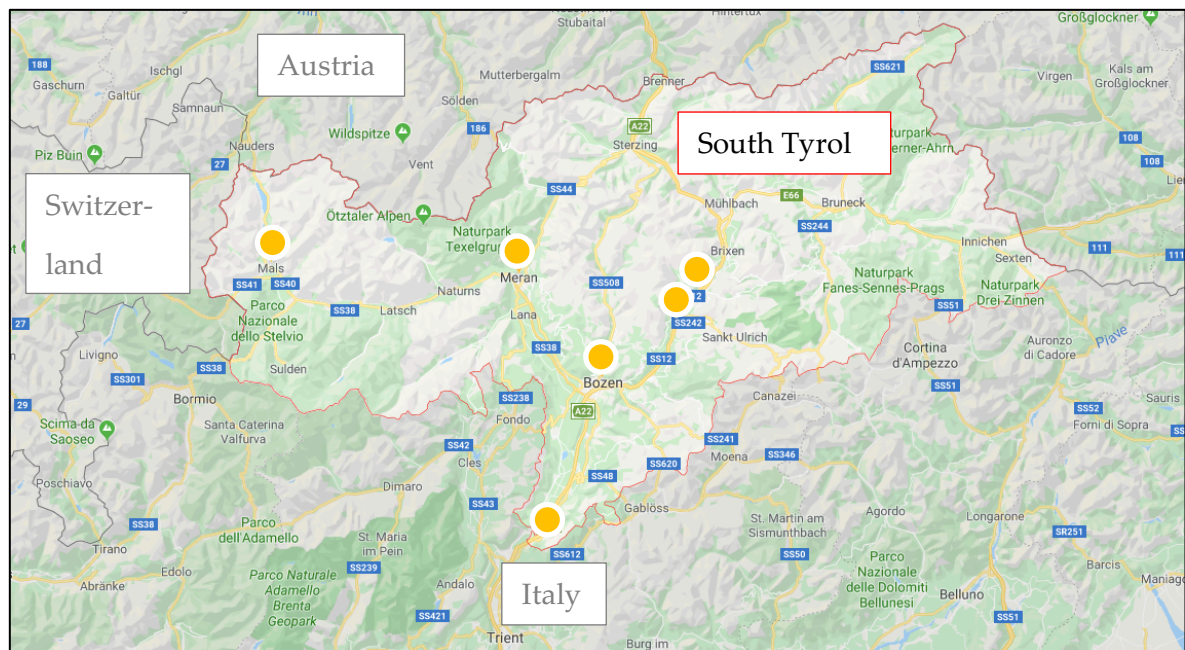 Großglockner
Stubaital
Hintertux
Austria
188
Ischgl
Gaschurn
Galtür
Samnaun
Mutterbergalm
Brenner
SS621
Virgen
Kals am
Großglockner
Sölden
186
Wildspitze
A22
Sterzing
South Tyrol
108
Piz Buin
Nauders
27
Vent
108
Switzer-
land
SS44
E66
Mühlbach
Bruneck
SS244
Ötztaler Alpen
Naturpark
Brixen
Innichen
Sexten
111
111
Mals
SS41
SS40
Meran
Naturns
SS508
Naturpark
Fanes-Sennes-Prags
Naturpark
Drei Zinnen
SS51
Parco
Nazionale
dello Stelvio
SS38
Latsch
Lana
SS242
Sankt Ulrich
27
Livigno
SS38
SS301
Sulden
SS38
SS12
Cortina
d'Ampezzo
Auronzo
di Cadore
Piave
Bozen
SS51
29
Bormio
SS238
A22
Canazei
Sauris
SS52
Scima da
Saoseo
Santa Caterina
Valfurva
Fondo
SS42
SS241
Forni di Sopra
Cles
SS620
Moena
SS346
SS48
Poschiavo
Dimaro
SS43
Gablöss
SS38
Parco
dell'Adamello
St. Martin am
Sismunthbach
Agordo
Longarone
Tirano
St. Maria
im Pein
SS612
SS50
SR251
Edolo
SS239
Abränke
Parco Naturale
Adamello
Brenta
Geopark
Andalo
Italy
Parco
Nazionale
delle Dolomiti
Bellunesi
Barcis
Maniago
Belluno
SS421
SS51
Trient
Burg im